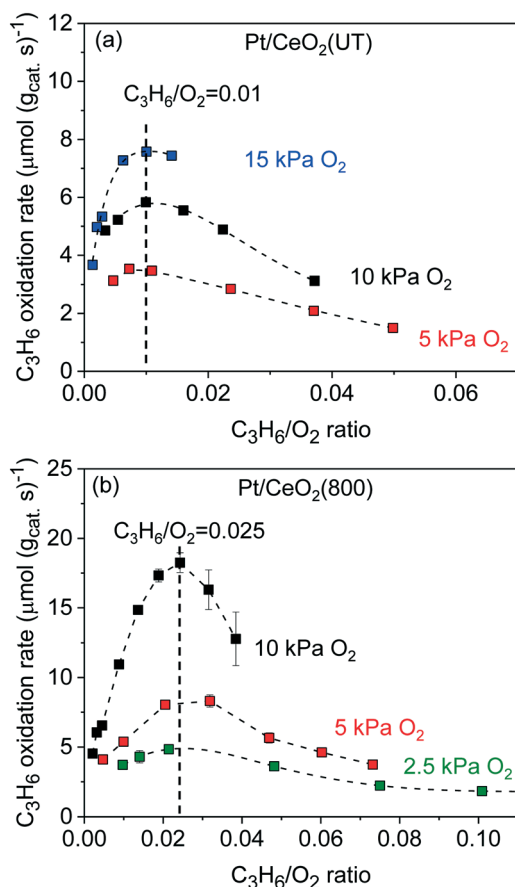 (a) Pt/CeO₂(UT)
C₃H₆/O₂=0.01
15 kPa O₂
10 kPa O₂
5 kPa O₂
C₃H₆ oxidation rate (μmol (g_cat. s)⁻¹)
12
10
8
6
4
2
0
0.00 0.02 0.04 0.06
C₃H₆/O₂ ratio
(b) Pt/CeO₂(800)
C₃H₆/O₂=0.025
10 kPa O₂
5 kPa O₂
2.5 kPa O₂
C₃H₆ oxidation rate (μmol (g_cat. s)⁻¹)
25
20
15
10
5
0
0.00 0.02 0.04 0.06 0.08 0.10
C₃H₆/O₂ ratio